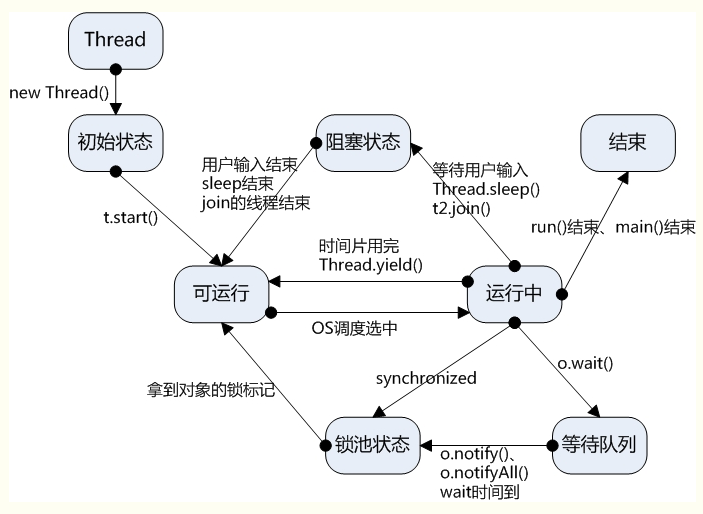 Thread
new Thread()
初始状态
阻塞状态
结束
用户输入结束
sleep结束
join的线程结束
等待用户输入
Thread.sleep()
t2.join()
t.start()
run()结束、main()结束
时间片用完
Thread.yield()
可运行
运行中
OS调度选中
o.wait()
synchronized
拿到对象的锁标记
锁池状态
等待队列
o.notify()、
o.notifyAll()
wait时间到